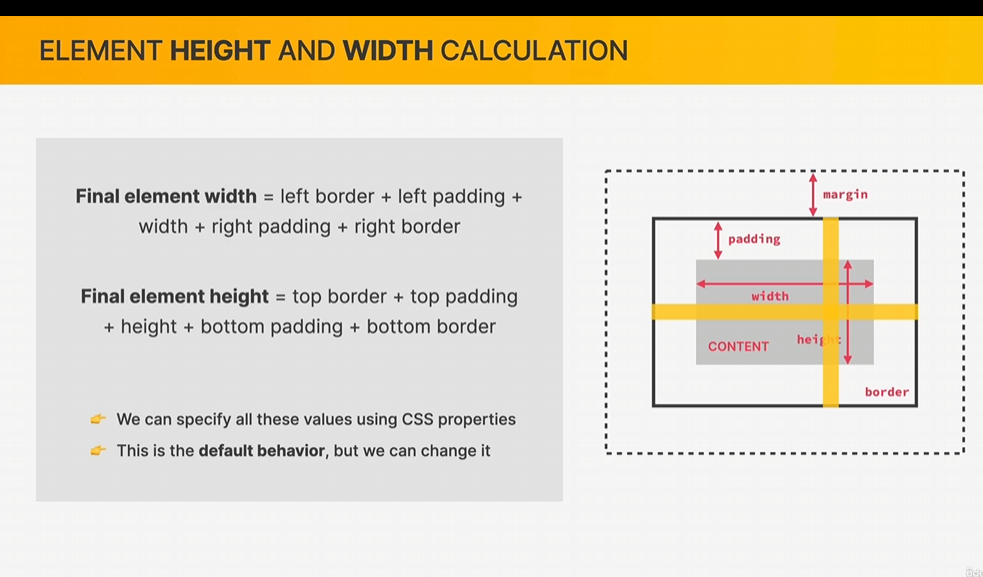 ELEMENT HEIGHT AND WIDTH CALCULATION
Final element width = left border + left padding +
width + right padding + right border
Final element height = top border + top padding
+ height + bottom padding + bottom border
👉 We can specify all these values using CSS properties
👉 This is the default behavior, but we can change it
margin
padding
width
height
CONTENT
border